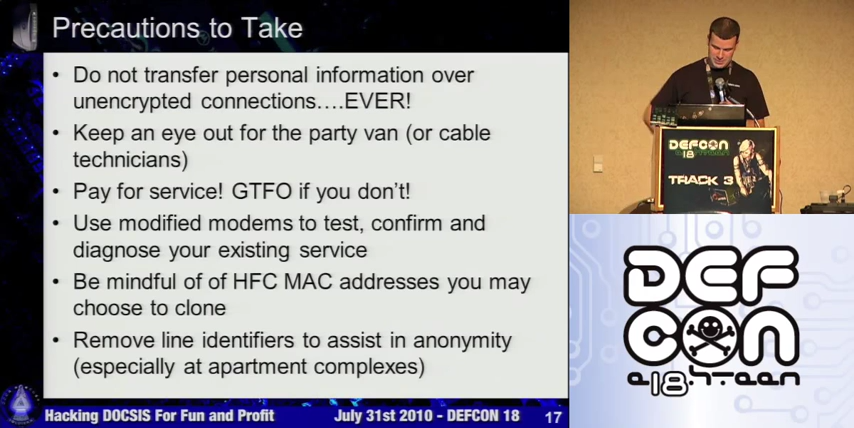 Precautions to Take
• Do not transfer personal information over
unencrypted connections….EVER!
• Keep an eye out for the party van (or cable
technicians)
• Pay for service! GTFO if you don't!
• Use modified modems to test, confirm and
diagnose your existing service
• Be mindful of of HFC MAC addresses you may
choose to clone
• Remove line identifiers to assist in anonymity
(especially at apartment complexes)
Hacking DOCSIS For Fun and Profit July 31st 2010 - DEFCON 18 17
DEFCON
18
TRACK 3
DEF
CON
e18hteen